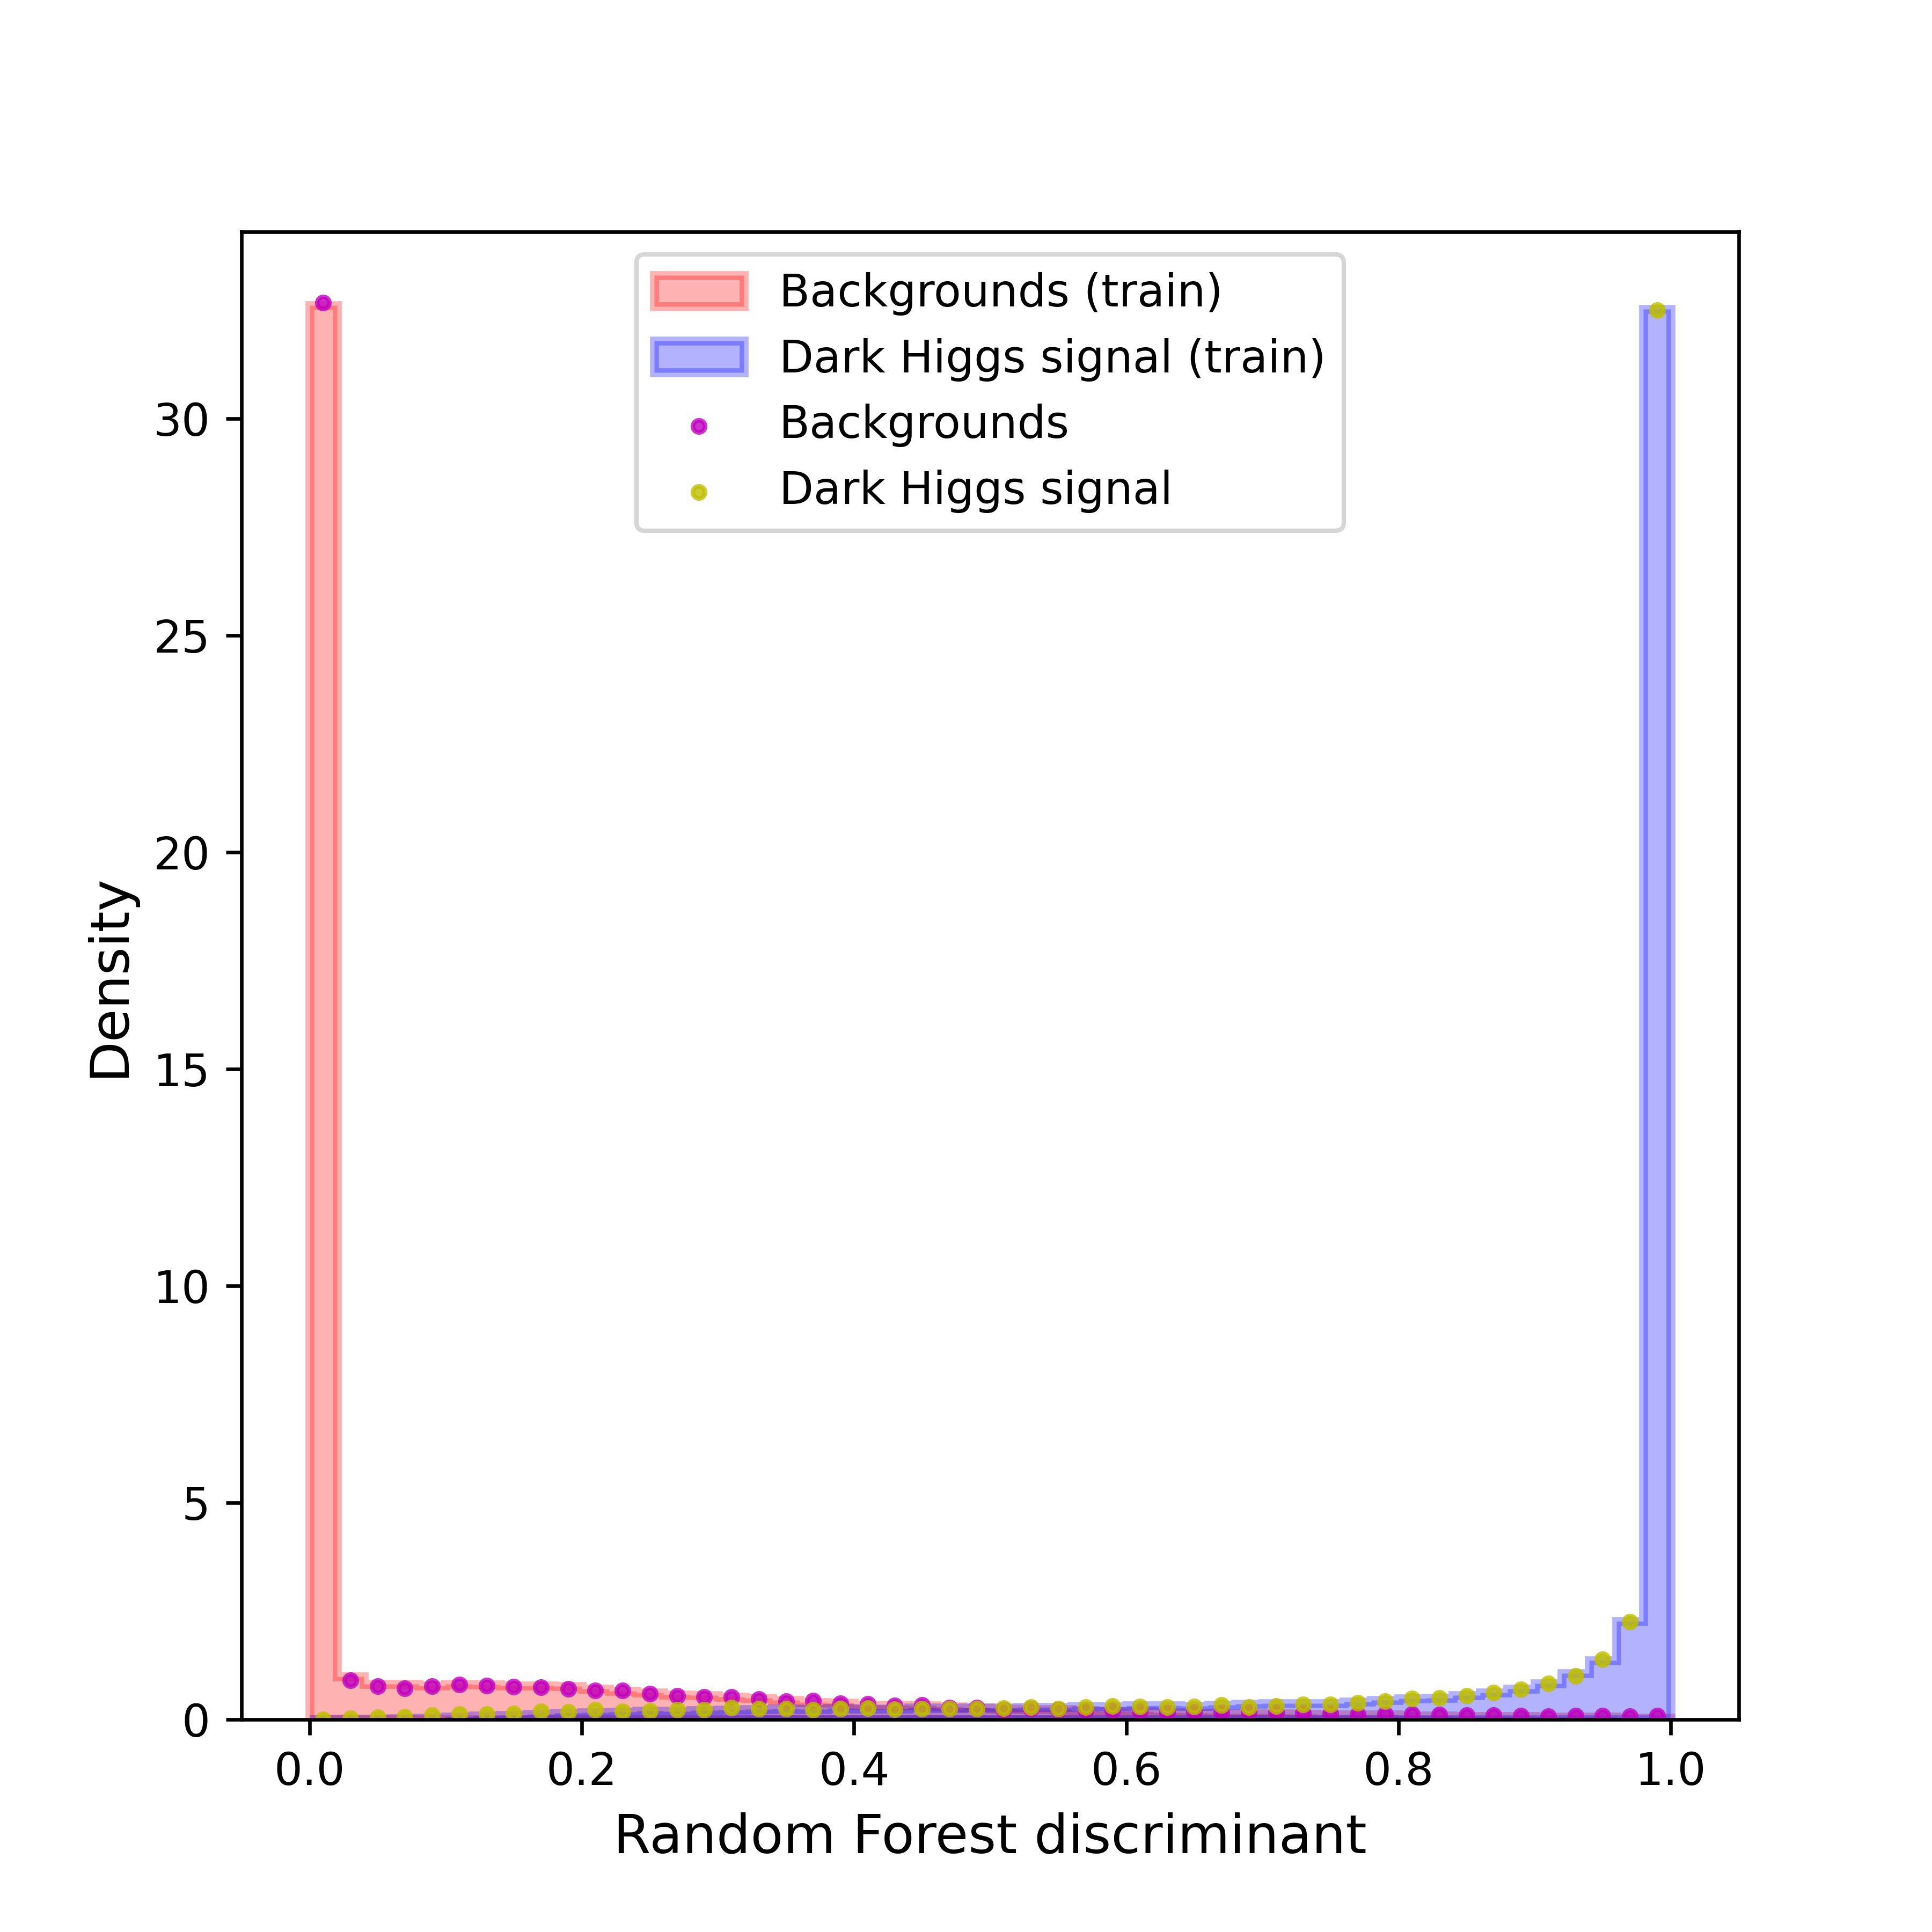 Backgrounds (train)
Dark Higgs signal (train)
Backgrounds
Dark Higgs signal
Density
30
25
20
15
10
5
0
0.0 0.2 0.4 0.6 0.8 1.0
Random Forest discriminant